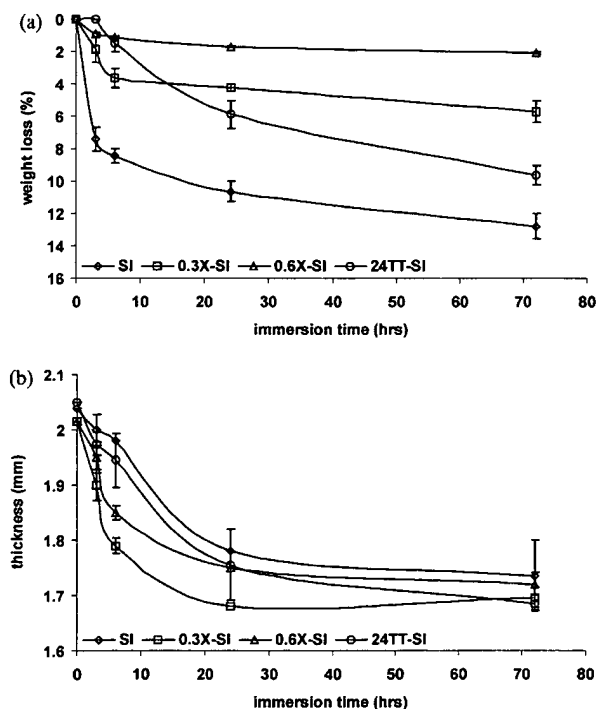 (a)
weight loss (%)
0
2
4
6
8
10
12
14
16
SI 0.3X-SI 0.6X-SI 24TT-SI
0 10 20 30 40 50 60 70 80
immersion time (hrs)
(b)
thickness (mm)
2.1
2
1.9
1.8
1.7
1.6
SI 0.3X-SI 0.6X-SI 24TT-SI
0 10 20 30 40 50 60 70 80
immersion time (hrs)